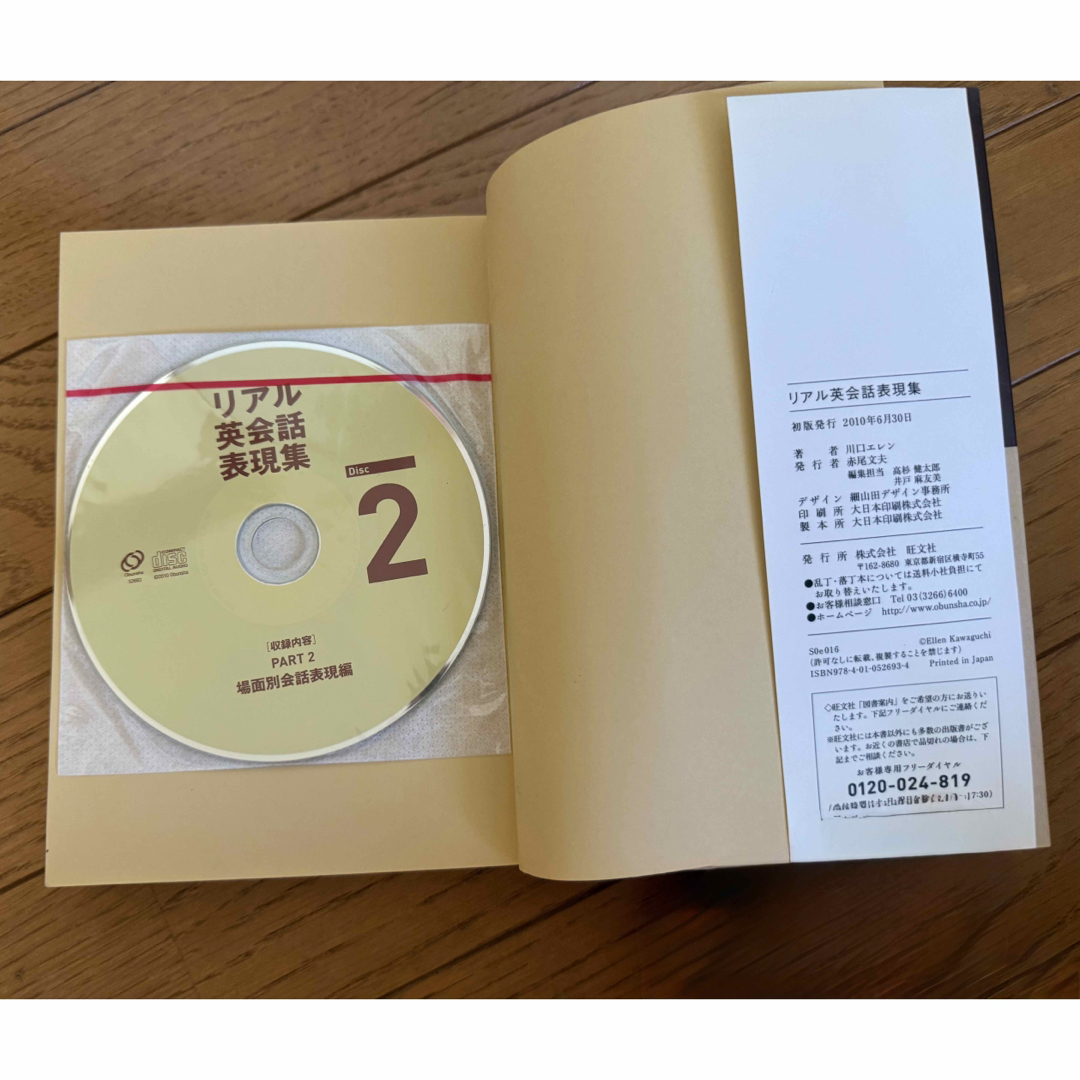 リアル
英会話
表現集
Disc
2
Obunsha
COMPACT
disc
DIGITAL AUDIO
[収録内容]
PART 2
場面別会話表現編
リアル英会話表現集
初版発行 2010年6月30日
著者 川口エレン
発行者 赤尾文夫
編集担当 高杉 健太郎
井戸 麻友美
デザイン 細山田デザイン事務所
印刷所 大日本印刷株式会社
製本所 大日本印刷株式会社
発行所 株式会社 旺文社
〒162-8680 東京都新宿区横寺町55
●乱丁・落丁本については送料小社負担にて
お取り替えいたします。
●お客様相談窓口 Tel 03(3266)6400
●ホームページ http://www.obunsha.co.jp/
©Ellen Kawaguchi
S0e016
(許可なしに転載、複製することを禁じます)
ISBN978-4-01-052693-4 Printed in Japan
◇旺文社「図書案内」をご希望の方にお送りい
たします。下記フリーダイヤルにご連絡くだ
さい。
※旺文社には本書以外にも多数の出版書がござ
います。お近くの書店で品切れの場合は、下
記までご相談ください。
お客様専用フリーダイヤル
0120-024-819
17:30)